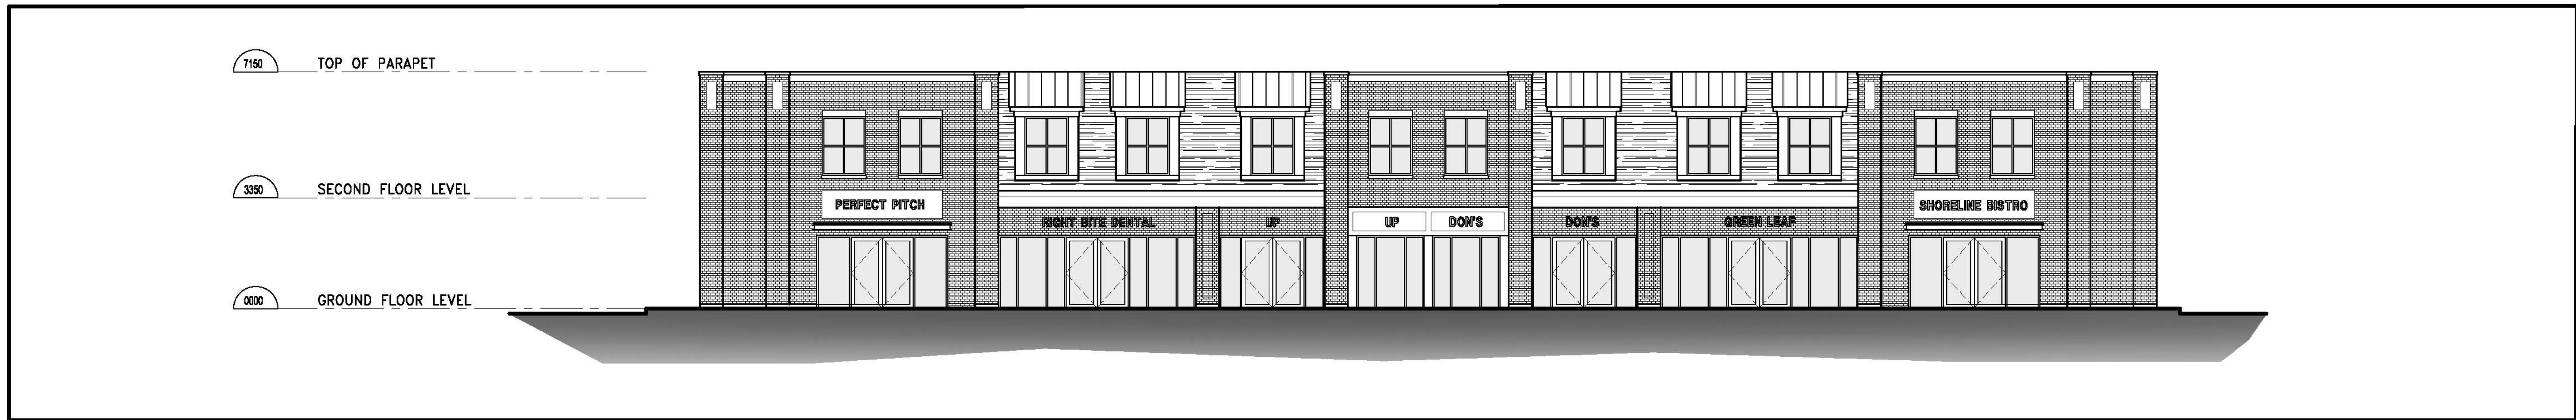 7150 TOP OF PARAPET
3350 SECOND FLOOR LEVEL
PERFECT PITCH
SHORELINE BISTRO
RIGHT BITE DENTAL
UP
UP
DON'S
DON'S
GREEN LEAF
0000 GROUND FLOOR LEVEL